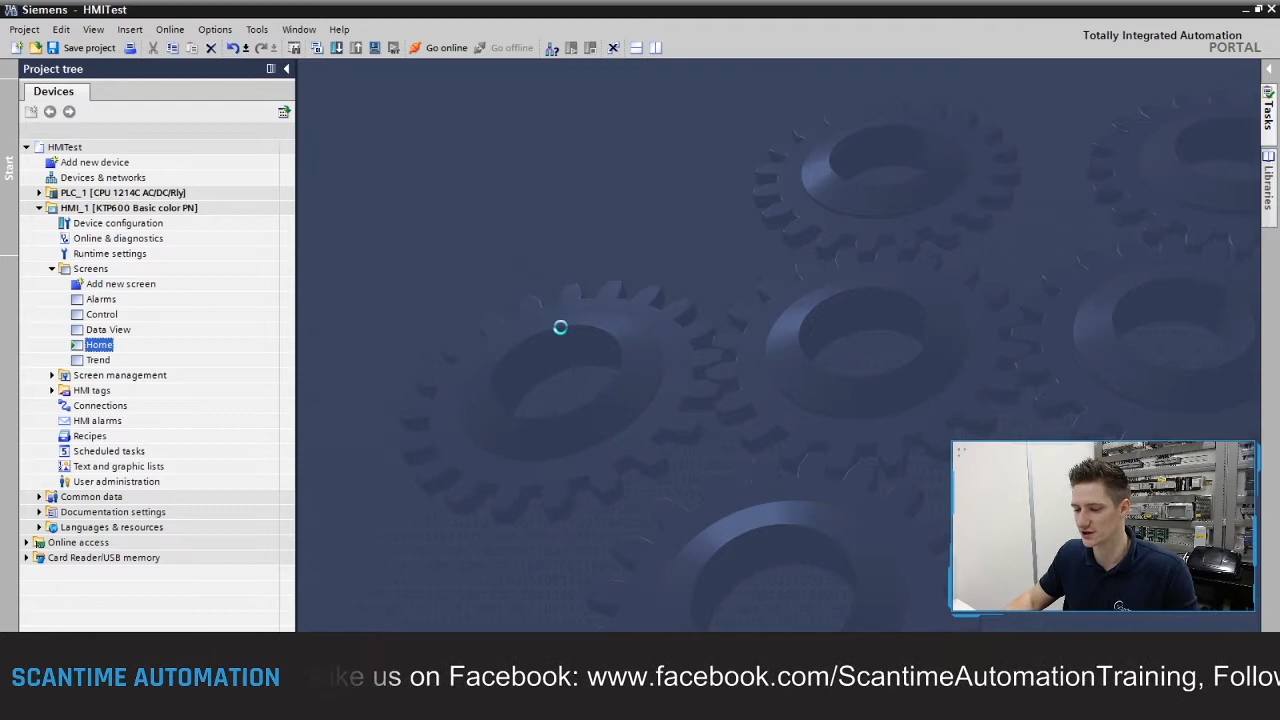 Siemens - HMITest
Project Edit View Insert Online Options Tools Window Help
Totally Integrated Automation
PORTAL
Save project
Go online
Go offline
Project tree
Devices
Start
HMITest
Add new device
Devices & networks
PLC_1 [CPU 1214C AC/DC/Rly]
HMI_1 [KTP600 Basic color PN]
Device configuration
Online & diagnostics
Runtime settings
Screens
Add new screen
Alarms
Control
Data View
Home
Trend
Screen management
HMI tags
Connections
HMI alarms
Recipes
Scheduled tasks
Text and graphic lists
User administration
Common data
Documentation settings
Languages & resources
Online access
Card Reader/USB memory
Tasks
Libraries
SCANTIME AUTOMATION
ike us on Facebook: www.facebook.com/ScantimeAutomationTraining, Follow